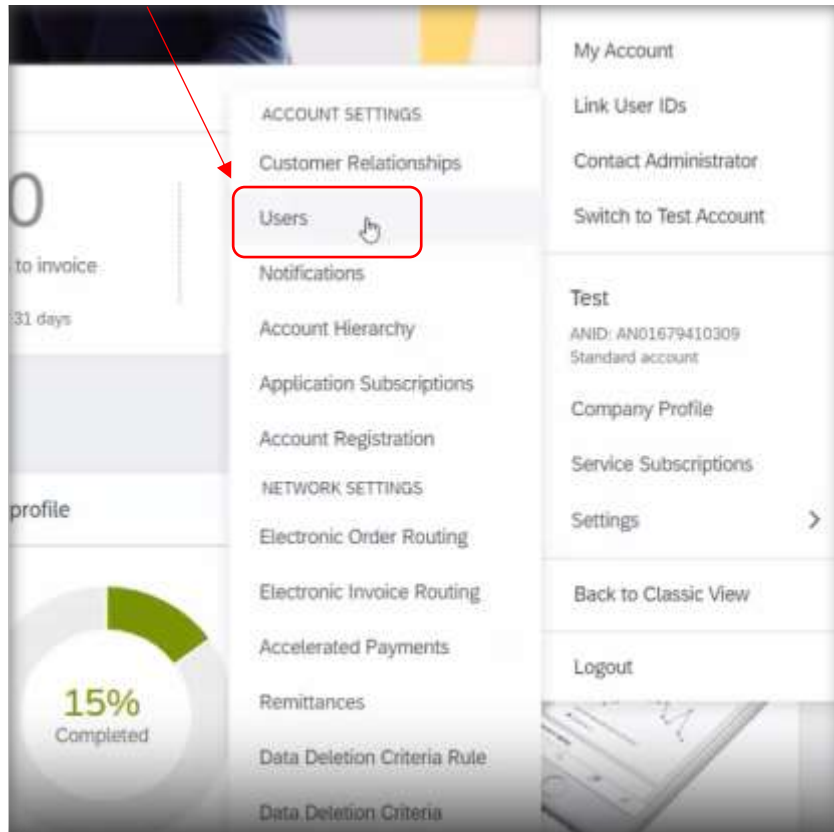 0
to invoice
31 days
profile
15%
Completed
ACCOUNT SETTINGS
Customer Relationships
Users
Notifications
Account Hierarchy
Application Subscriptions
Account Registration
NETWORK SETTINGS
Electronic Order Routing
Electronic Invoice Routing
Accelerated Payments
Remittances
Data Deletion Criteria Rule
Data Deletion Criteria
My Account
Link User IDs
Contact Administrator
Switch to Test Account
Test
ANID: AN01679410309
Standard account
Company Profile
Service Subscriptions
Settings
Back to Classic View
Logout